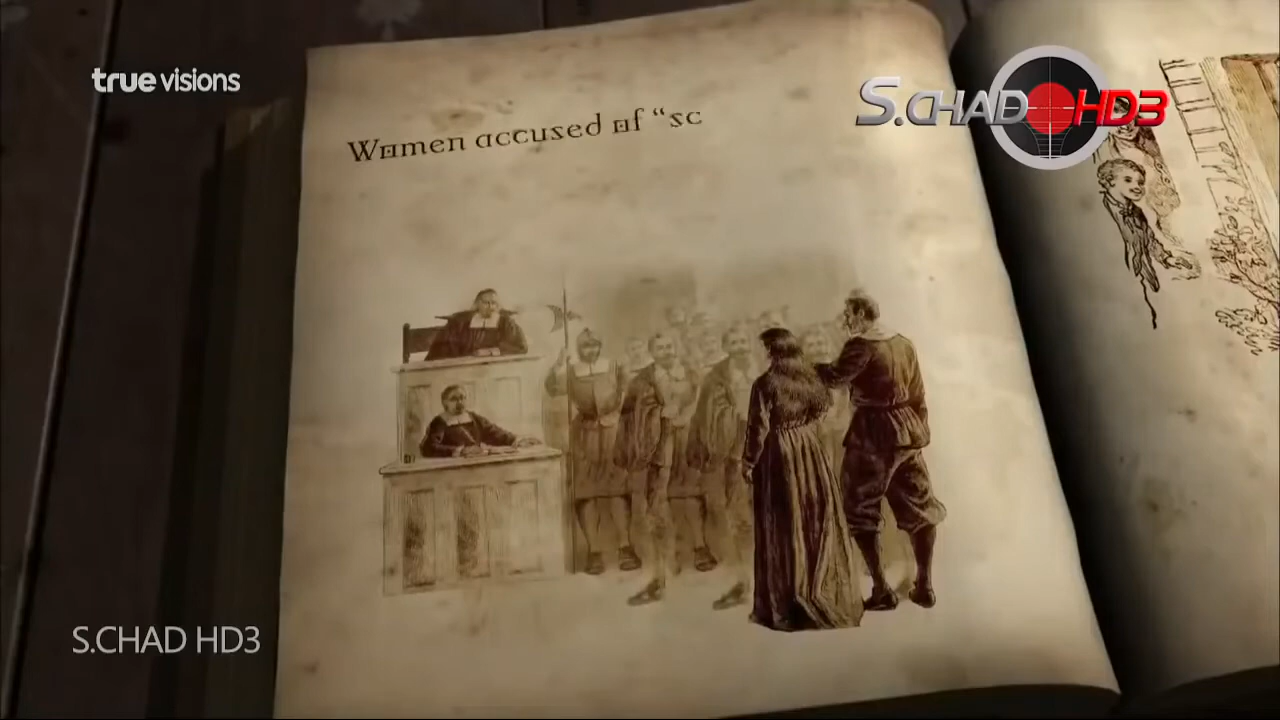 true visions
S.CHAD HD3
Women accused of “sc
S.CHAD HD3